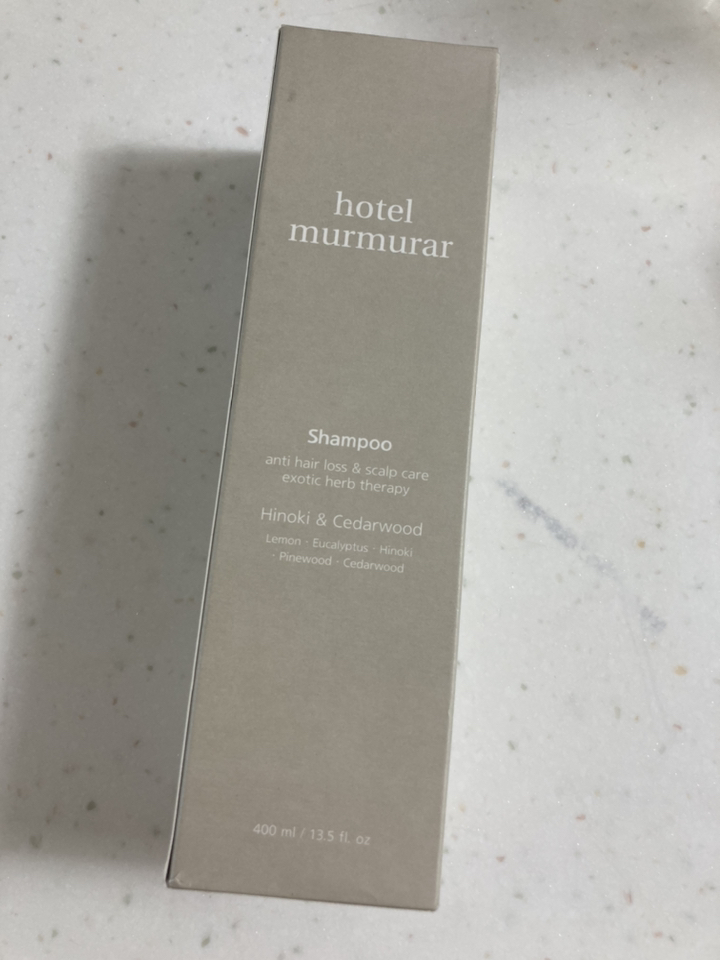 hotel
murmurar
Shampoo
anti hair loss & scalp care
exotic herb therapy
Hinoki & Cedarwood
Lemon · Eucalyptus · Hinoki
· Pinewood · Cedarwood
400 ml / 13.5 fl. oz